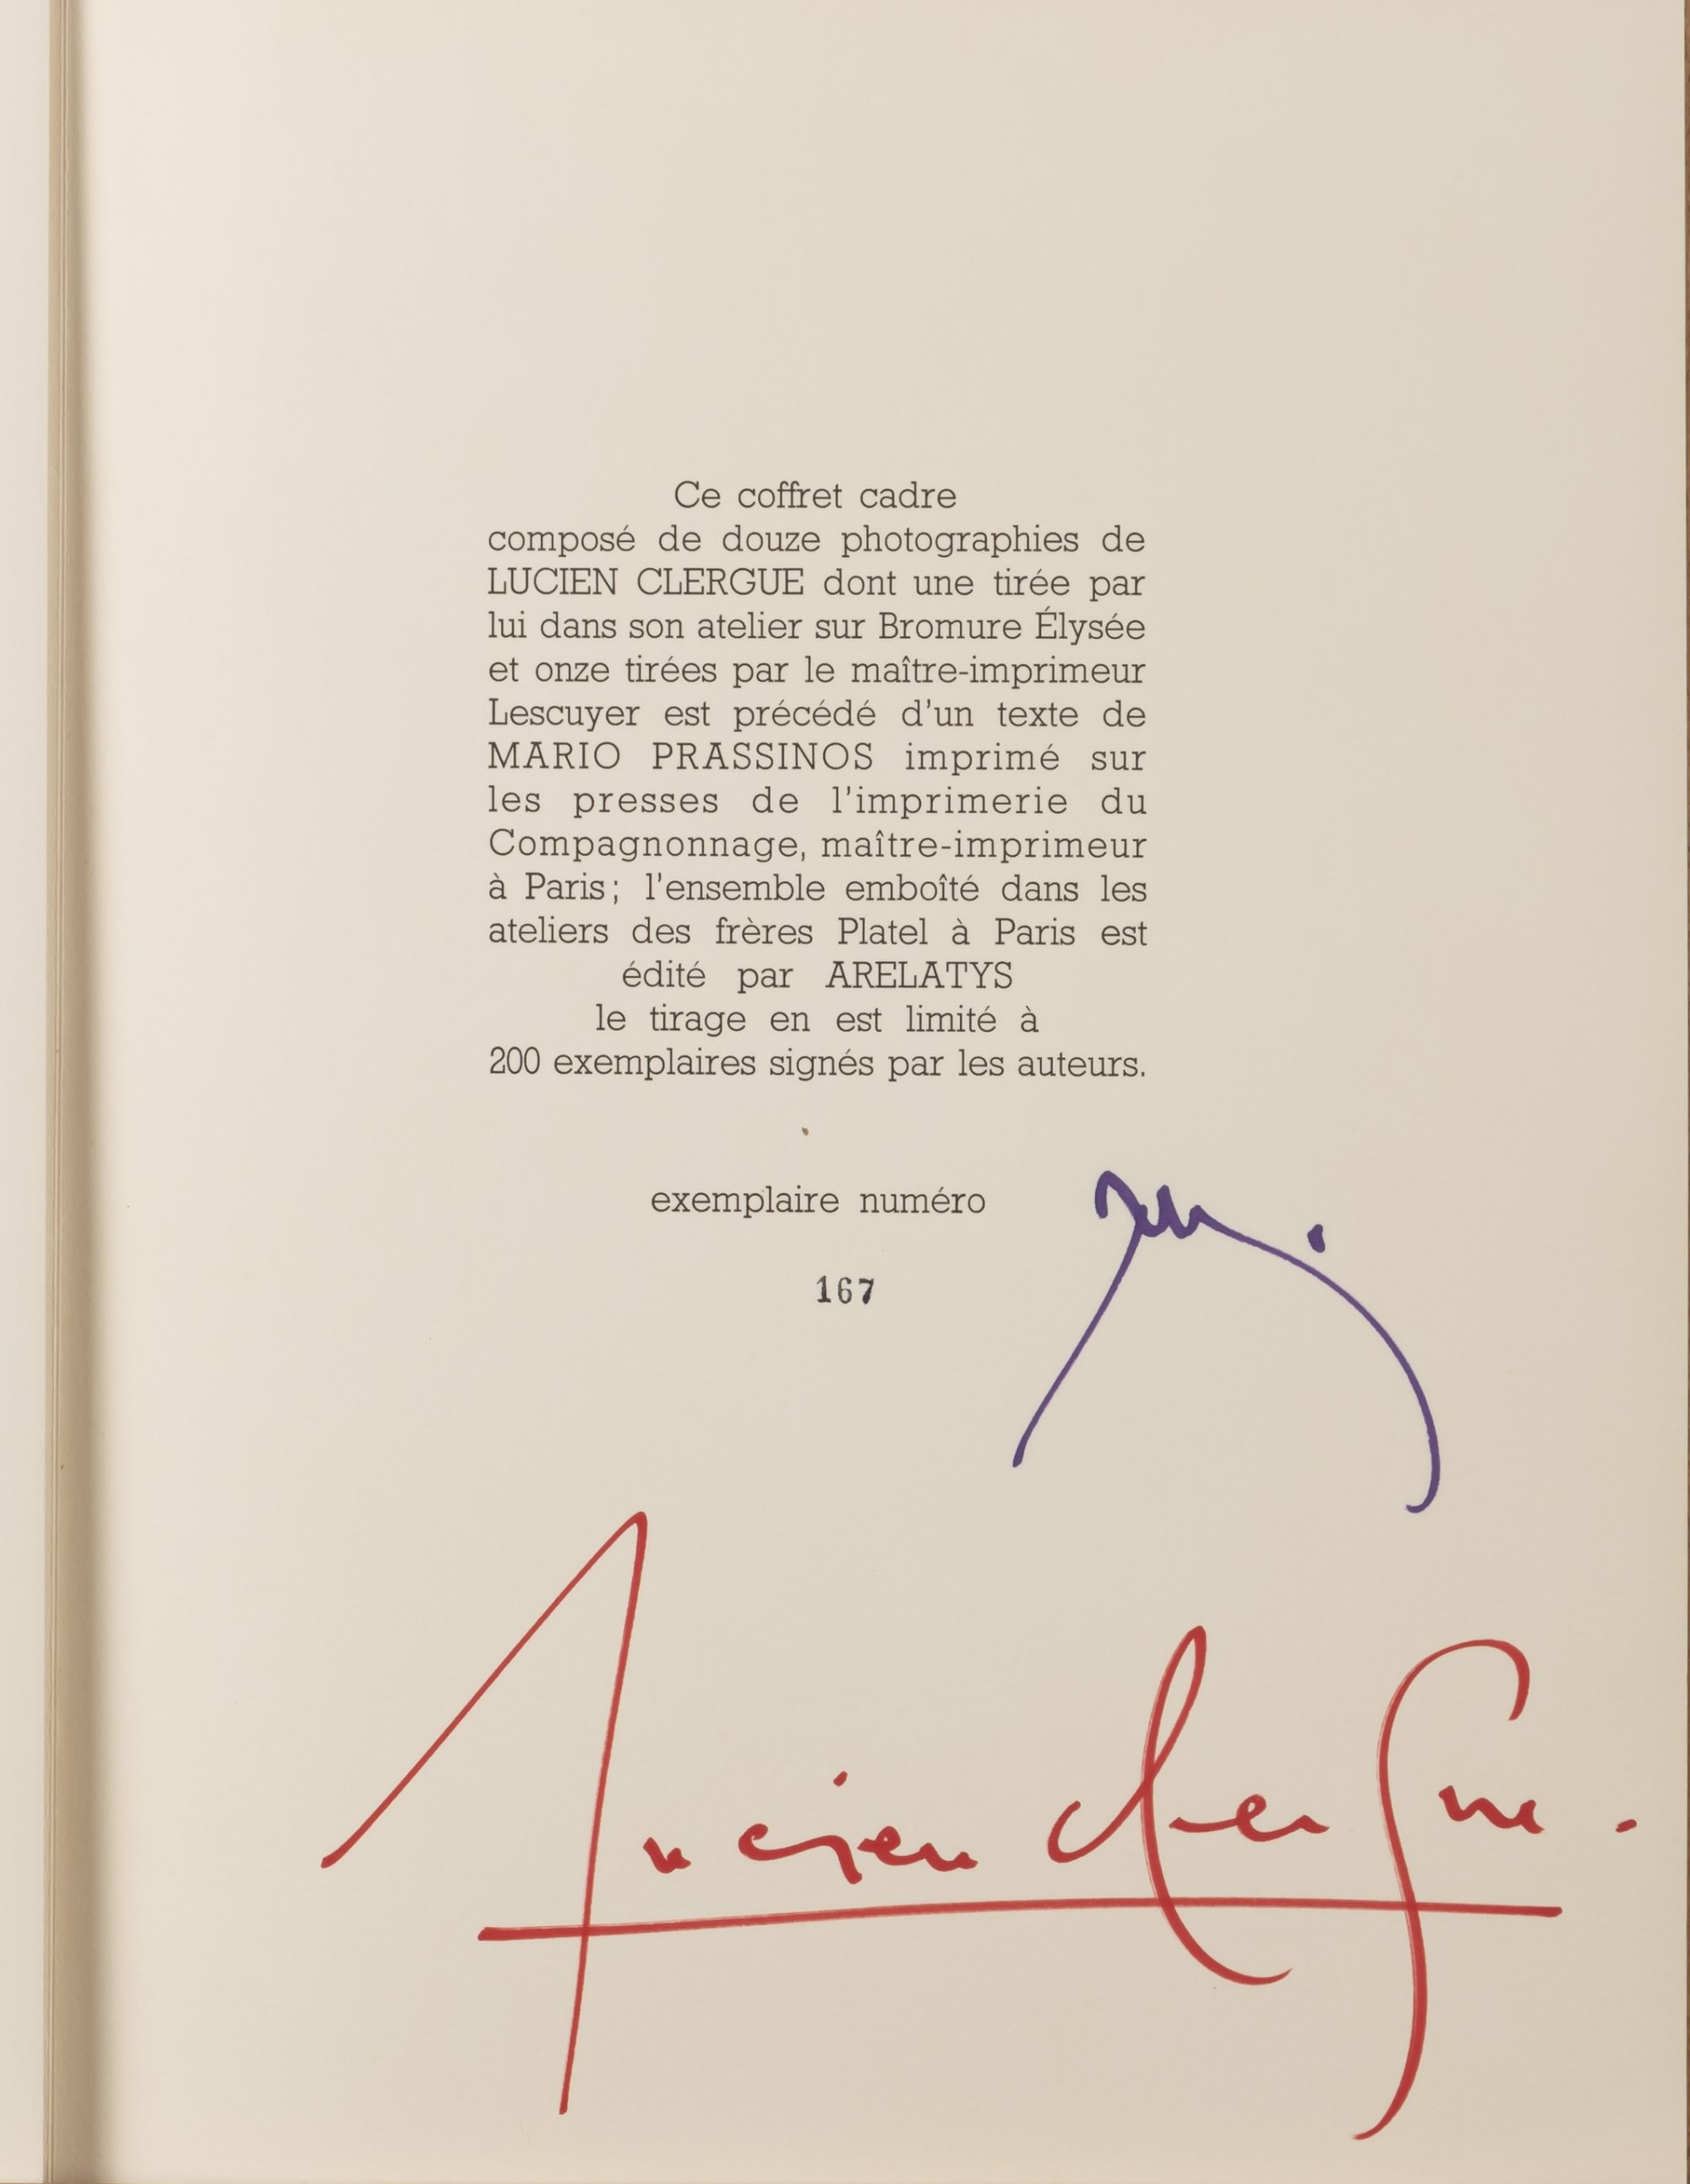 Ce coffret cadre
composé de douze photographies de
LUCIEN CLERGUE dont une tirée par
lui dans son atelier sur Bromure Élysée
et onze tirées par le maître-imprimeur
Lescuyer est précédé d'un texte de
MARIO PRASSINOS imprimé sur
les presses de l'imprimerie du
Compagnonnage, maître-imprimeur
à Paris; l'ensemble emboîté dans les
ateliers des frères Platel à Paris est
édité par ARELATYS
le tirage en est limité à
200 exemplaires signés par les auteurs.
exemplaire numéro
167
Lucien Clergue.